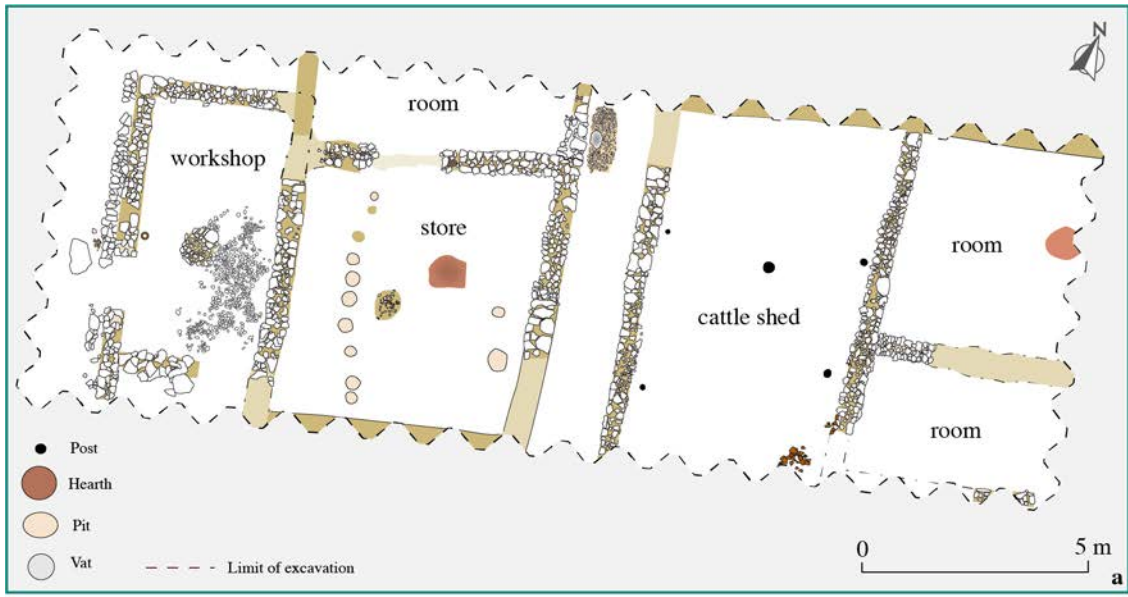 N
room
workshop
store
room
cattle shed
room
Post
Hearth
Pit
Vat
Limit of excavation
0 5 m
a